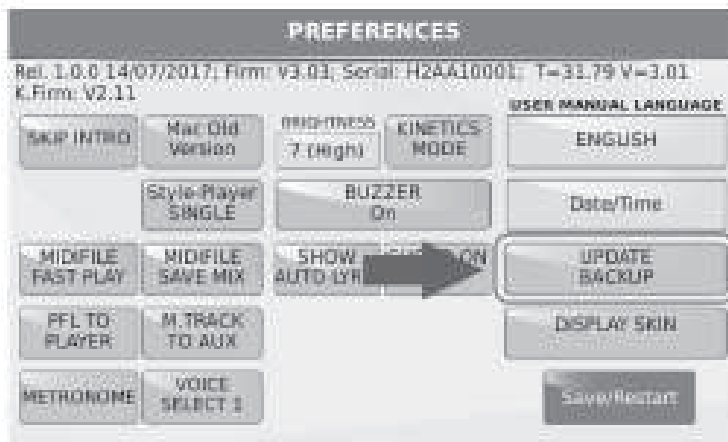 PREFERENCES
Rel. 1.0.0 14/07/2017; Firm: V3.03; Serial: H2AA10001; T=31.79 V=3.01
K.Firm: V2.11
USER MANUAL LANGUAGE
SKIP INTRO
Mac Old
Version
BRIGHTNESS
7 (High)
KINETICS
MODE
ENGLISH
Style-Player
SINGLE
BUZZER
On
Date/Time
MIDIFILE
FAST PLAY
MIDIFILE
SAVE MIX
SHOW
AUTO LYR
ON
UPDATE
BACKUP
PFL TO
PLAYER
M.TRACK
TO AUX
DISPLAY SKIN
METRONOME
VOICE
SELECT 1
Save/Restart